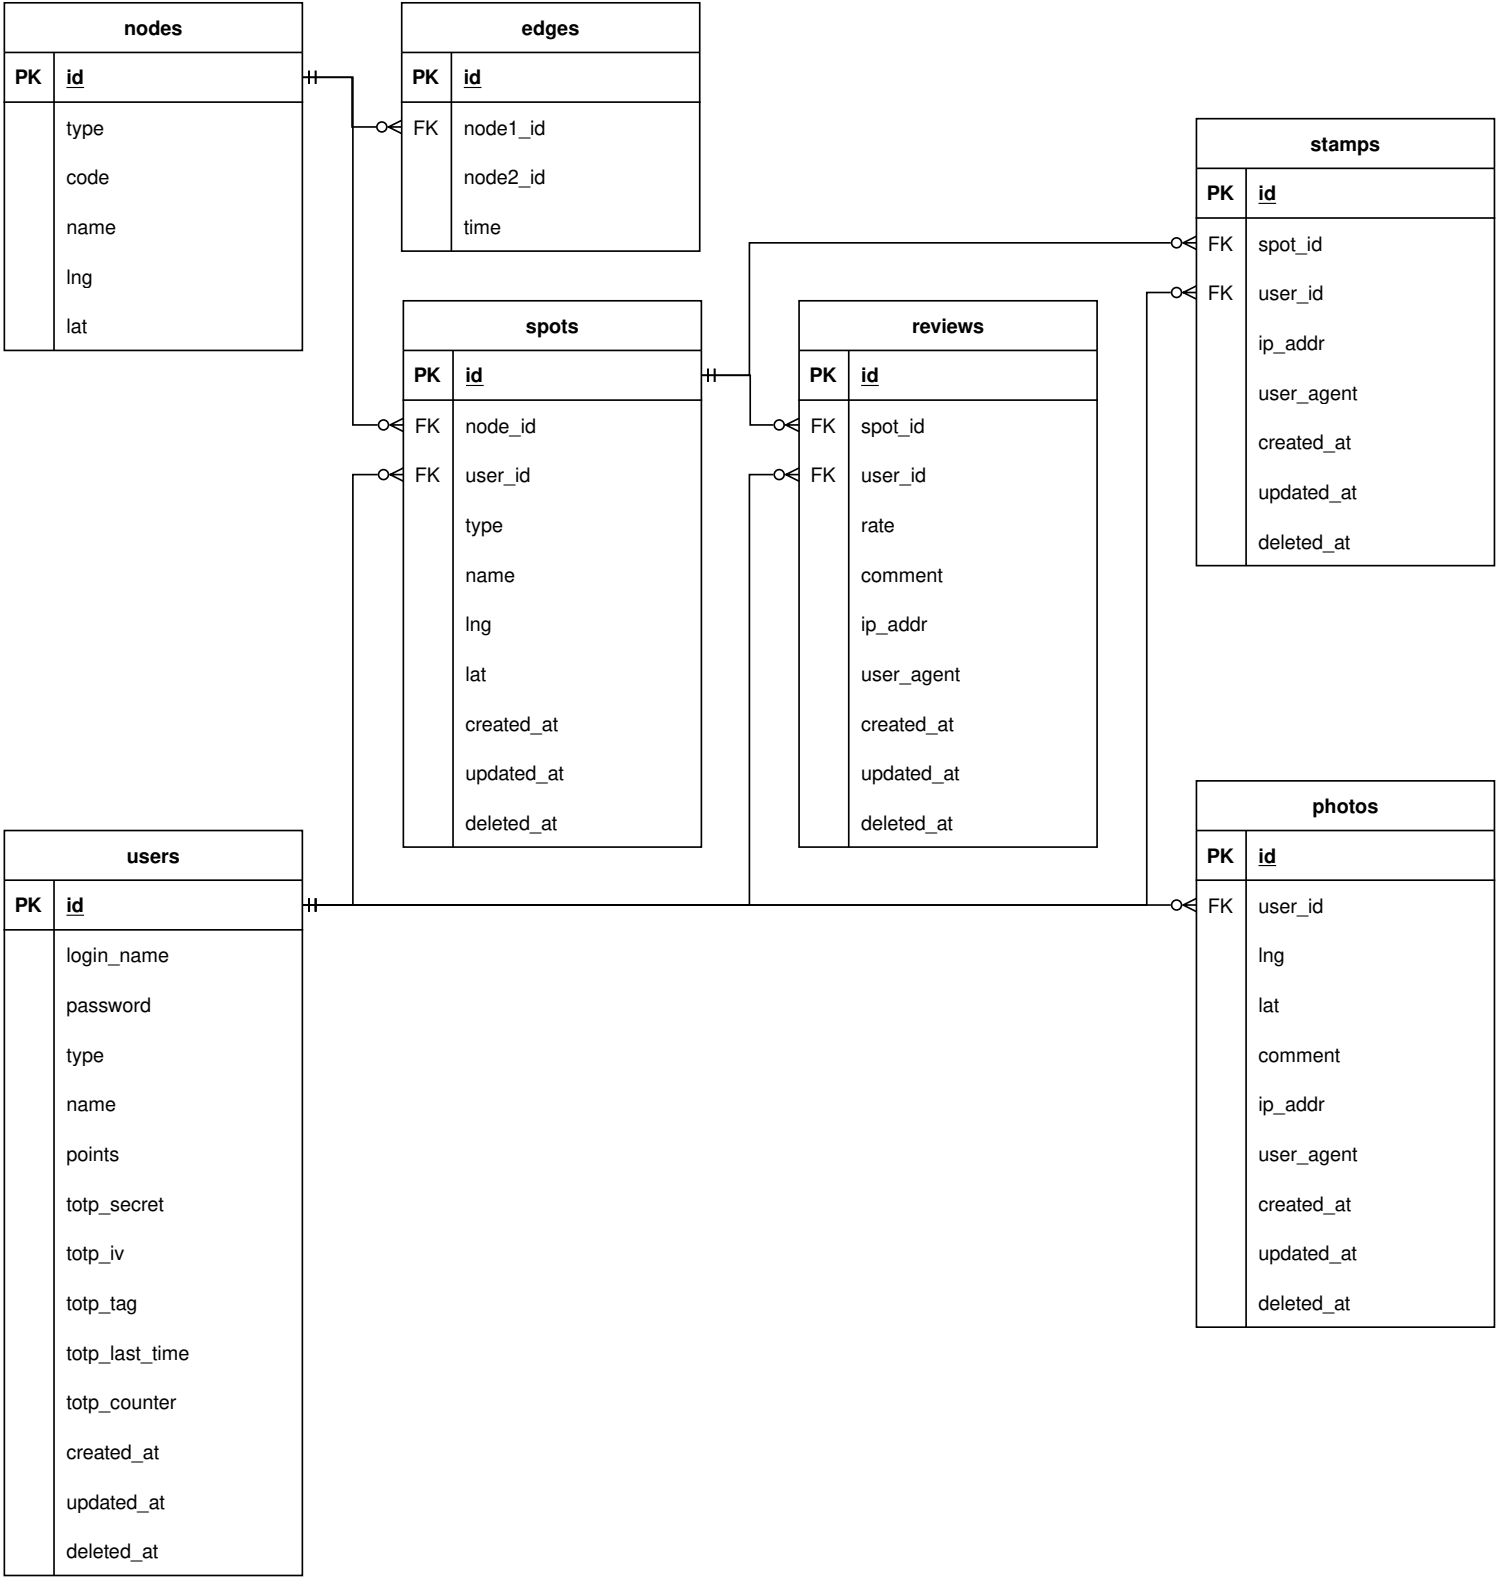 nodes
PK id
type
code
name
lng
lat
edges
PK id
FK node1_id
node2_id
time
stamps
PK id
FK spot_id
FK user_id
ip_addr
user_agent
created_at
updated_at
deleted_at
spots
PK id
FK node_id
FK user_id
type
name
lng
lat
created_at
updated_at
deleted_at
reviews
PK id
FK spot_id
FK user_id
rate
comment
ip_addr
user_agent
created_at
updated_at
deleted_at
users
PK id
login_name
password
type
name
points
totp_secret
totp_iv
totp_tag
totp_last_time
totp_counter
created_at
updated_at
deleted_at
photos
PK id
FK user_id
lng
lat
comment
ip_addr
user_agent
created_at
updated_at
deleted_at